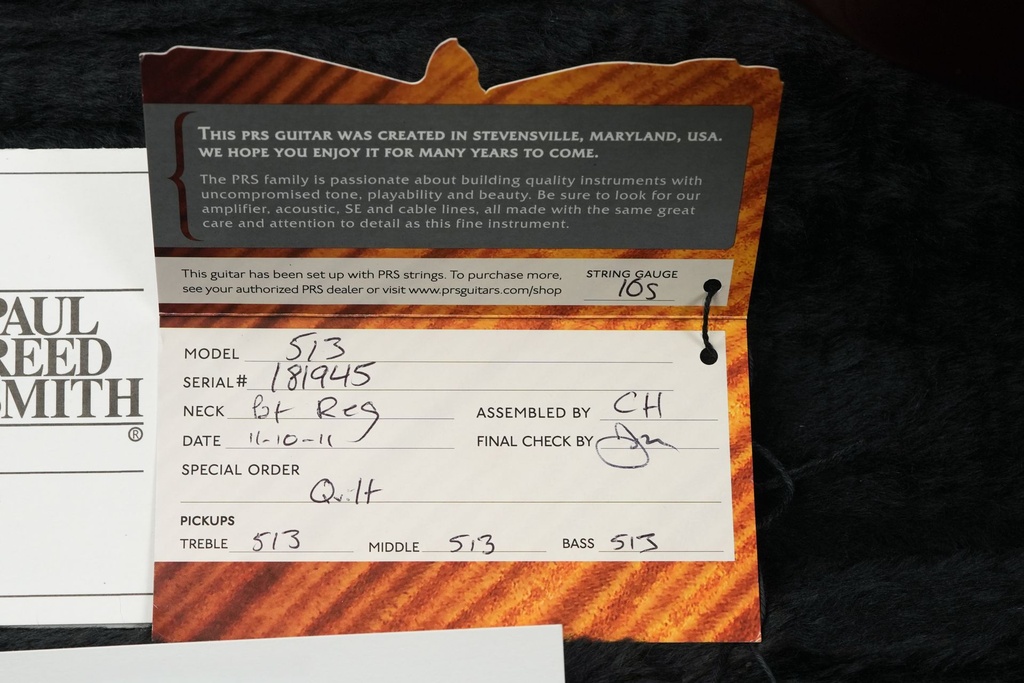 THIS PRS GUITAR WAS CREATED IN STEVENSVILLE, MARYLAND, USA.
WE HOPE YOU ENJOY IT FOR MANY YEARS TO COME.
The PRS family is passionate about building quality instruments with
uncompromised tone, playability and beauty. Be sure to look for our
amplifier, acoustic, SE and cable lines, all made with the same great
care and attention to detail as this fine instrument.
This guitar has been set up with PRS strings. To purchase more,
see your authorized PRS dealer or visit www.prsguitars.com/shop
STRING GAUGE
10s
MODEL 513
SERIAL# 181945
NECK Pat Reg
ASSEMBLED BY CH
DATE 11-10-11
FINAL CHECK BY
SPECIAL ORDER
Quilt
PICKUPS
TREBLE 513 MIDDLE 513 BASS 513
PAUL
REED
SMITH
®